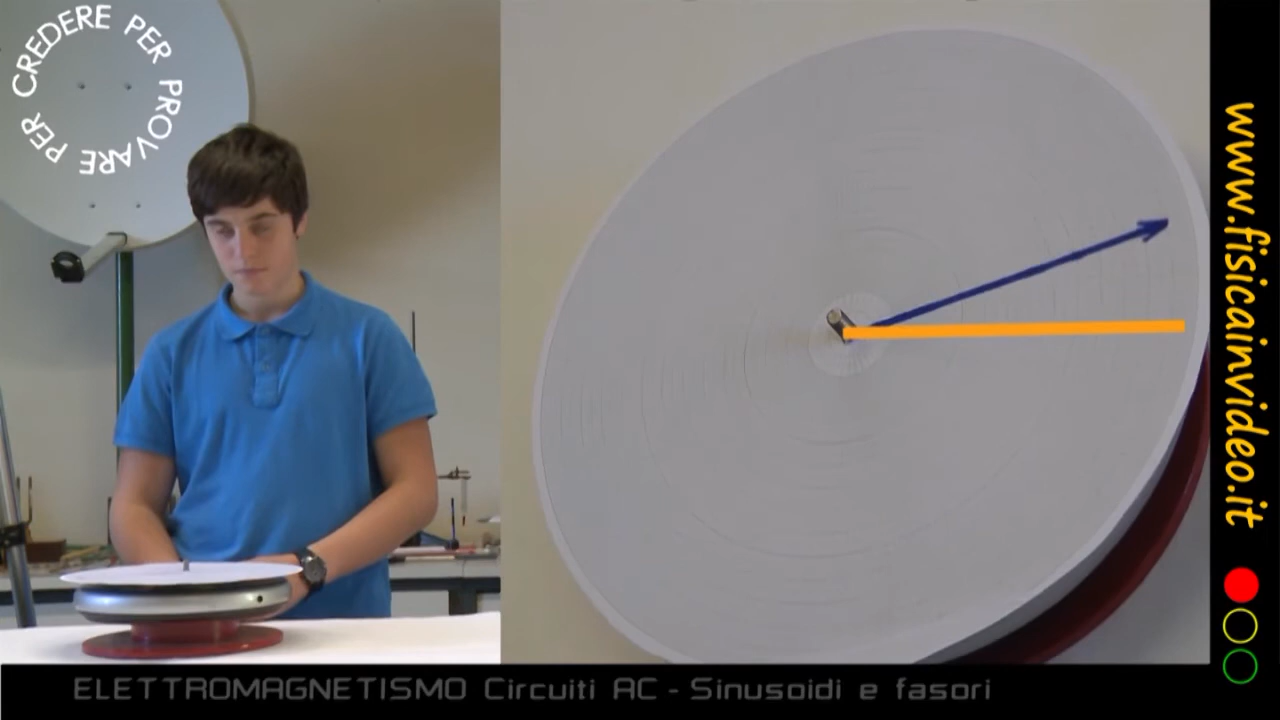 PER CREDERE PER PROVARE
www.fisicainvideo.it
ELETTROMAGNETISMO Circuiti AC - Sinusoidi e fasori